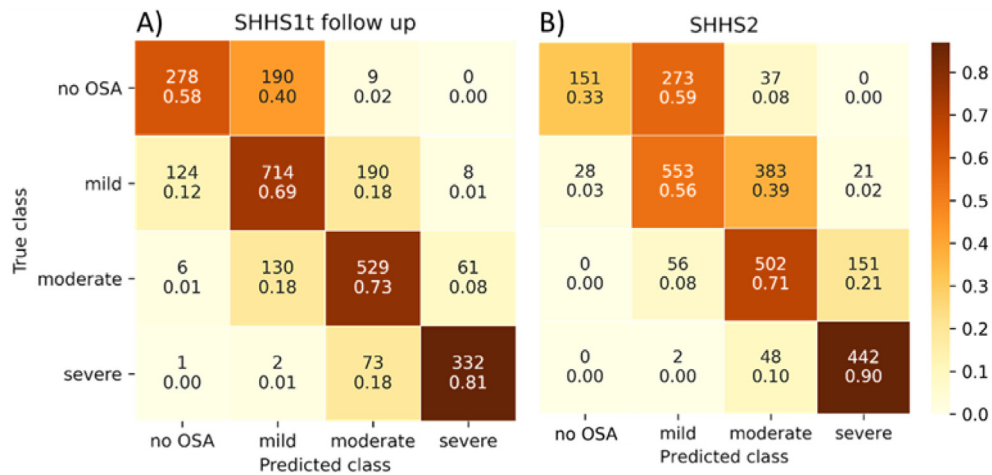 A) SHHS1t follow up
278 190 9 0
no OSA
0.58 0.40 0.02 0.00
124 714 190 8
mild
0.12 0.69 0.18 0.01
6 130 529 61
moderate
0.01 0.18 0.73 0.08
1 2 73 332
severe
0.00 0.01 0.18 0.81
True class
no OSA mild moderate severe
Predicted class
B) SHHS2
151 273 37 0
0.33 0.59 0.08 0.00
28 553 383 21
0.03 0.56 0.39 0.02
0 56 502 151
0.00 0.08 0.71 0.21
0 2 48 442
0.00 0.00 0.10 0.90
no OSA mild moderate severe
Predicted class
0.8
0.7
0.6
0.5
0.4
0.3
0.2
0.1
0.0